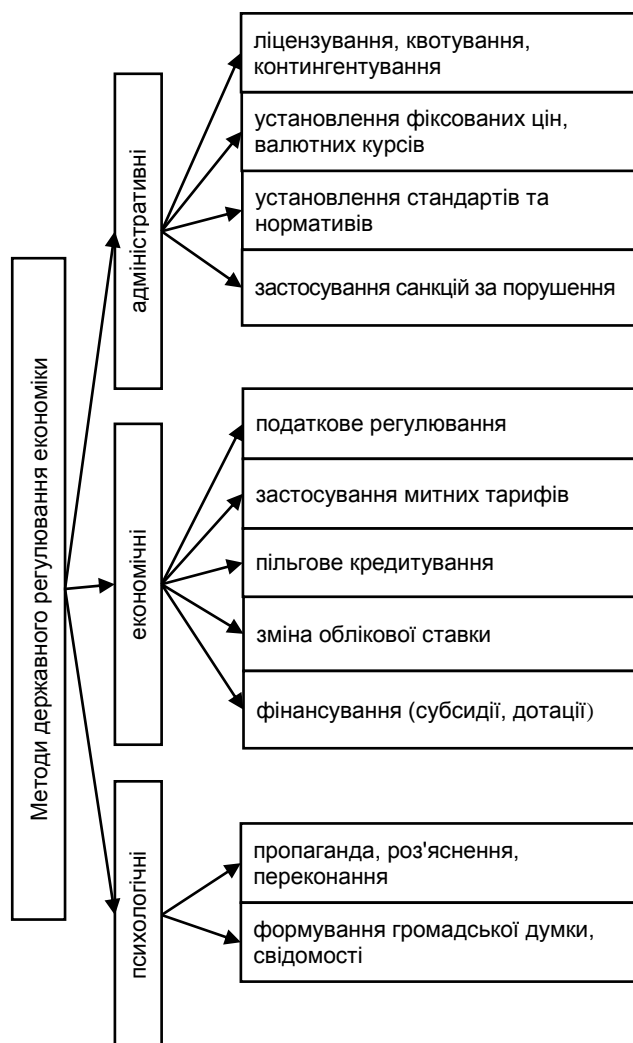 Методи державного регулювання економіки
адміністративні
ліцензування, квотування,
контингентування
установлення фіксованих цін,
валютних курсів
установлення стандартів та
нормативів
застосування санкцій за порушення
економічні
податкове регулювання
застосування митних тарифів
пільгове кредитування
зміна облікової ставки
фінансування (субсидії, дотації)
психологічні
пропаганда, роз'яснення,
переконання
формування громадської думки,
свідомості